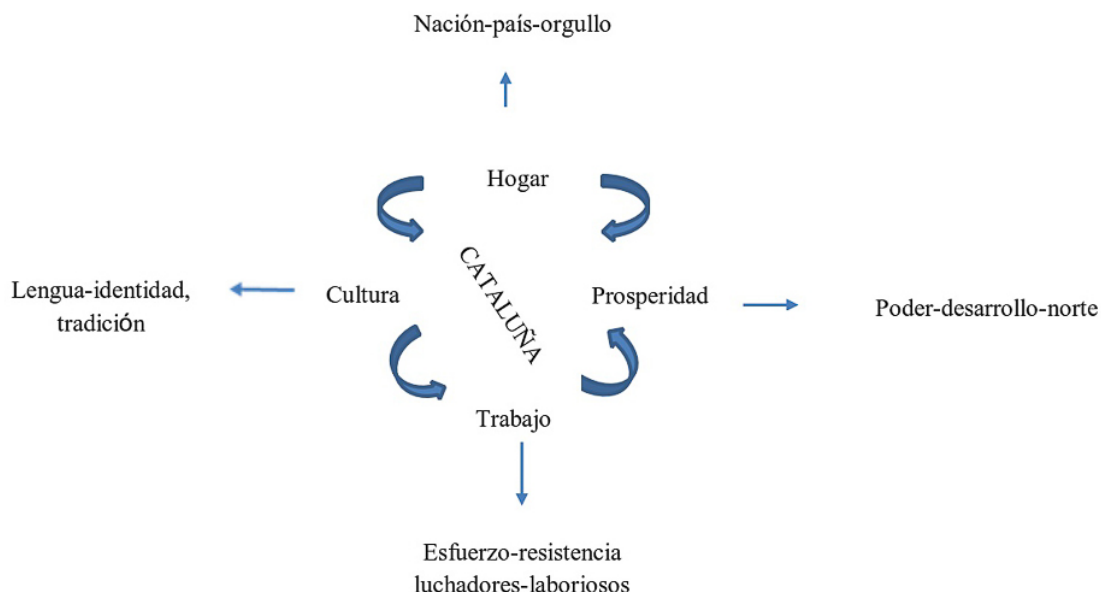 Nación-país-orgullo
Hogar
CATALUÑA
Lengua-identidad,
tradición
Cultura
Prosperidad
Poder-desarrollo-norte
Trabajo
Esfuerzo-resistencia
luchadores-laboriosos